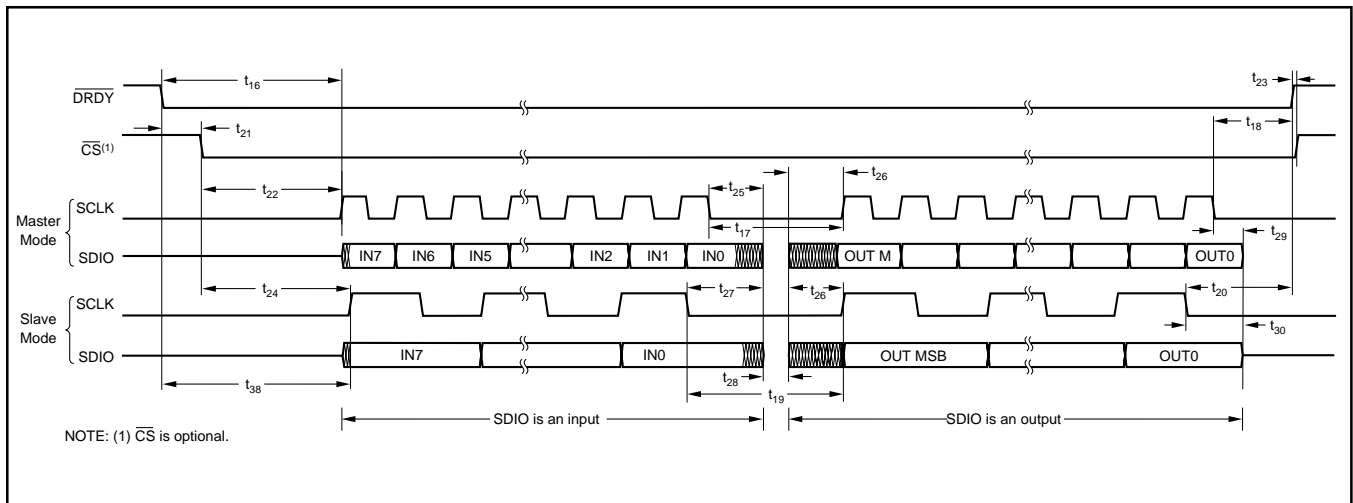 t16
t23
DRDY
t21
t18
CS(1)
t22
t25
t26
SCLK
Master
Mode
t17
t29
SDIO
IN7 IN6 IN5 IN2 IN1 IN0 OUT M OUT0
t24
t27
t26
t20
SCLK
Slave
Mode
t30
SDIO
IN7 IN0 OUT MSB OUT0
t38
t28
t19
SDIO is an input
SDIO is an output
NOTE: (1) CS is optional.